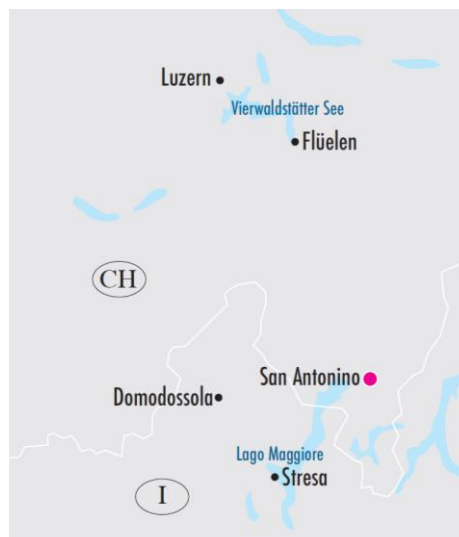 Luzern
Vierwaldstätter See
Flüelen
CH
San Antonino
Domodossola
Lago Maggiore
Stresa
I